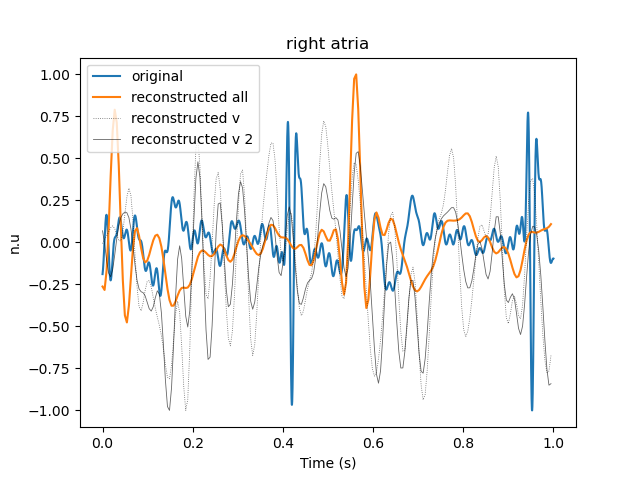 right atria
original
reconstructed all
reconstructed v
reconstructed v 2
1.00
0.75
0.50
0.25
0.00
−0.25
−0.50
−0.75
−1.00
n.u
0.0 0.2 0.4 0.6 0.8 1.0
Time (s)